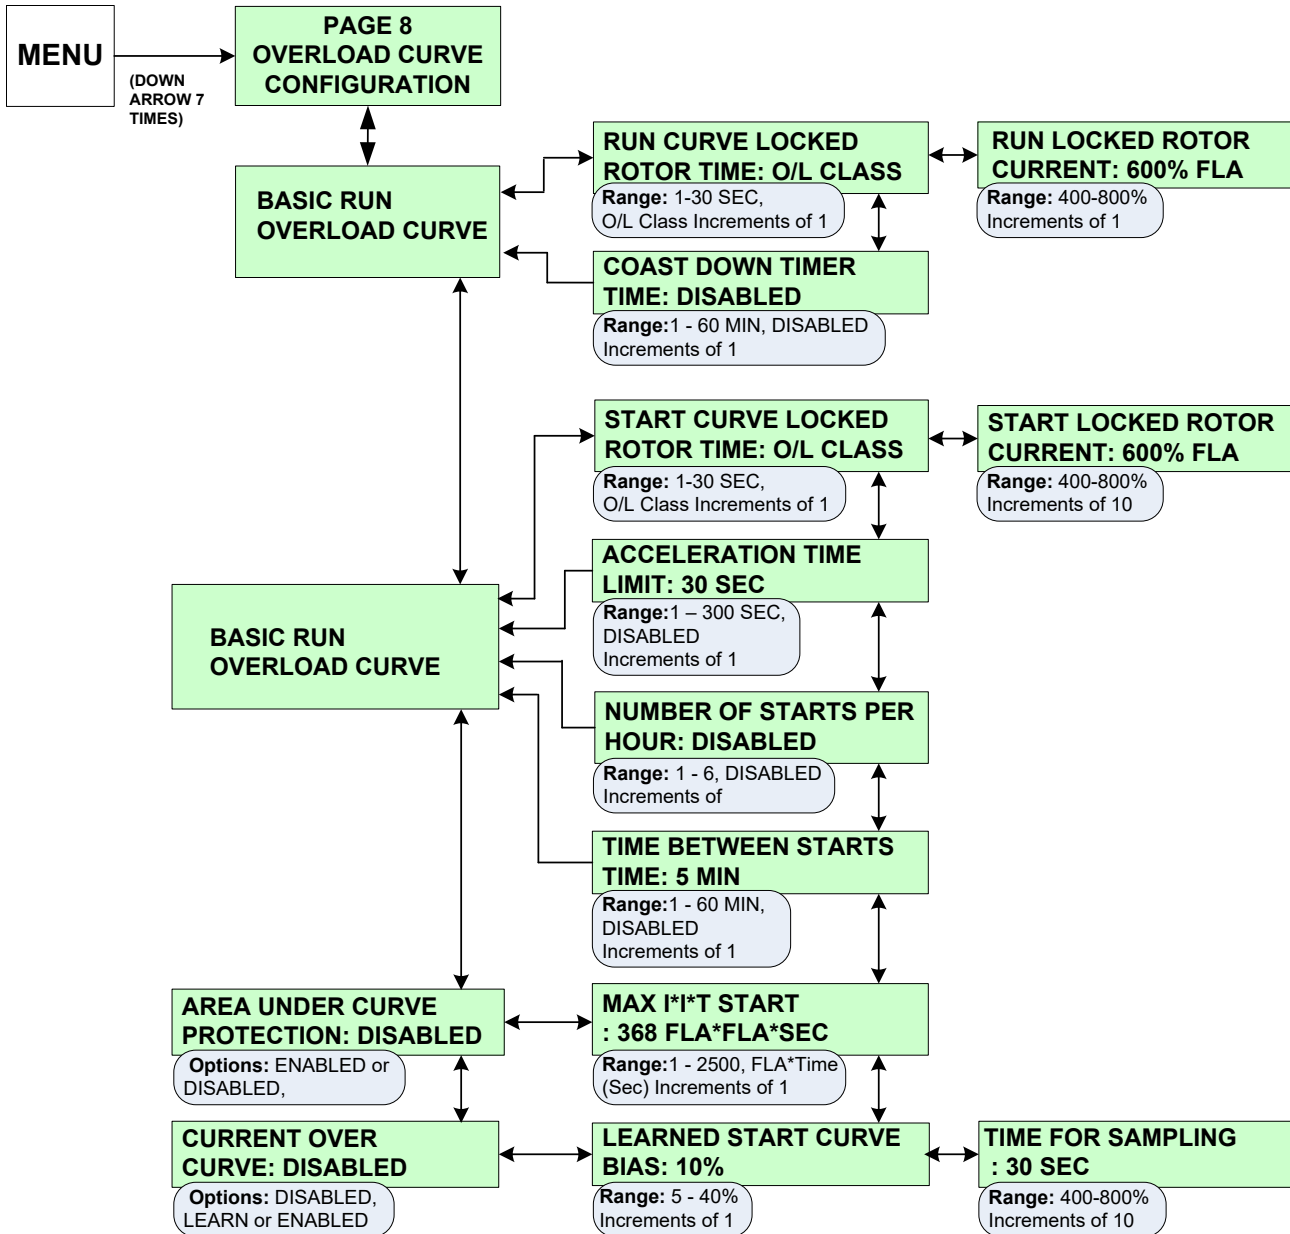 MENU
(DOWN
ARROW 7
TIMES)
PAGE 8
OVERLOAD CURVE
CONFIGURATION
BASIC RUN
OVERLOAD CURVE
RUN CURVE LOCKED
ROTOR TIME: O/L CLASS
Range: 1-30 SEC,
O/L Class Increments of 1
RUN LOCKED ROTOR
CURRENT: 600% FLA
Range: 400-800%
Increments of 1
COAST DOWN TIMER
TIME: DISABLED
Range:1 - 60 MIN, DISABLED
Increments of 1
START CURVE LOCKED
ROTOR TIME: O/L CLASS
Range: 1-30 SEC,
O/L Class Increments of 1
START LOCKED ROTOR
CURRENT: 600% FLA
Range: 400-800%
Increments of 10
ACCELERATION TIME
LIMIT: 30 SEC
Range:1 – 300 SEC,
DISABLED
Increments of 1
BASIC RUN
OVERLOAD CURVE
NUMBER OF STARTS PER
HOUR: DISABLED
Range: 1 - 6, DISABLED
Increments of
TIME BETWEEN STARTS
TIME: 5 MIN
Range:1 - 60 MIN,
DISABLED
Increments of 1
AREA UNDER CURVE
PROTECTION: DISABLED
Options: ENABLED or
DISABLED,
MAX I*I*T START
: 368 FLA*FLA*SEC
Range:1 - 2500, FLA*Time
(Sec) Increments of 1
CURRENT OVER
CURVE: DISABLED
Options: DISABLED,
LEARN or ENABLED
LEARNED START CURVE
BIAS: 10%
Range: 5 - 40%
Increments of 1
TIME FOR SAMPLING
: 30 SEC
Range: 400-800%
Increments of 10